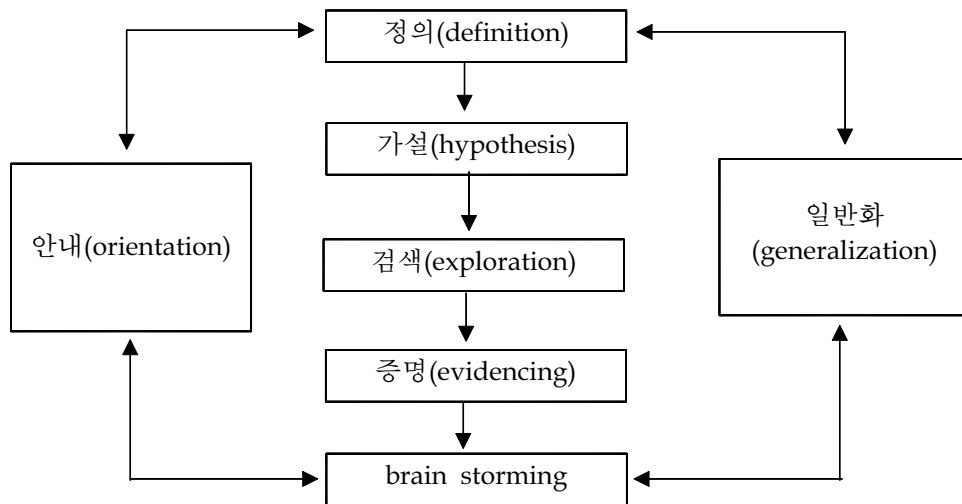 정의(definition)
가설(hypothesis)
안내(orientation)
일반화
(generalization)
검색(exploration)
증명(evidencing)
brain storming